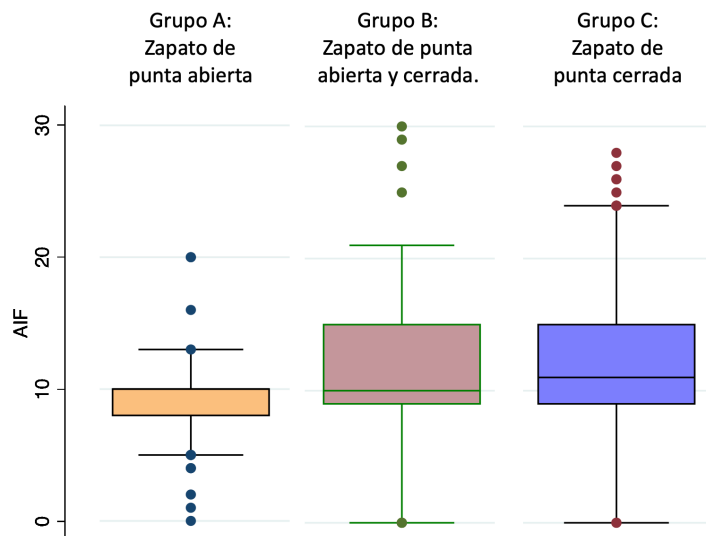 Grupo A:
Zapato de
punta abierta
Grupo B:
Zapato de punta
abierta y cerrada.
Grupo C:
Zapato de
punta cerrada
30
20
10
0
AIF